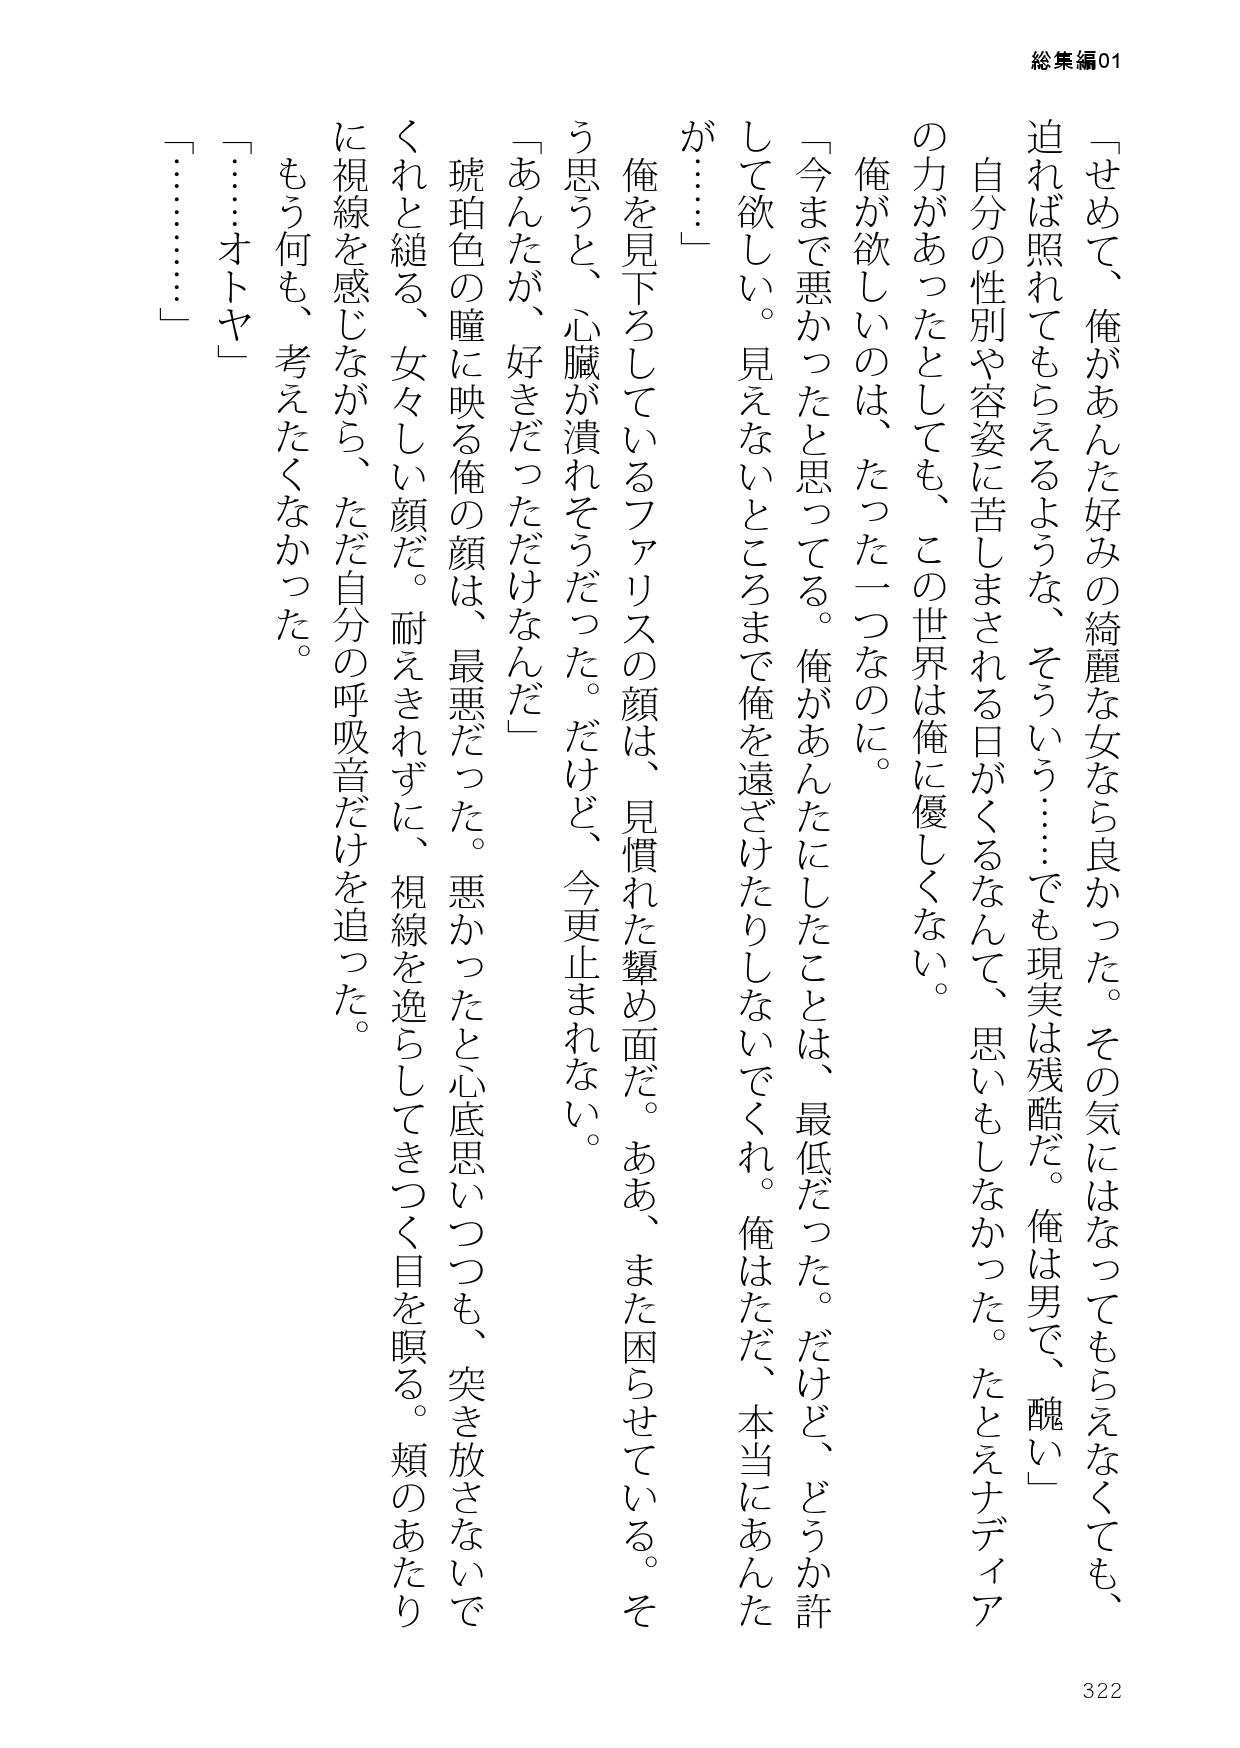 総集編01
「せめて、俺があんた好みの綺麗な女なら良かった。その気にはなってもらえなくても、
迫れば照れてもらえるような、そういう……でも現実は残酷だ。俺は男で、醜い」
　自分の性別や容姿に苦しまされる日がくるなんて、思いもしなかった。たとえナディア
の力があったとしても、この世界は俺に優しくない。
　俺が欲しいのは、たった一つなのに。
「今まで悪かったと思ってる。俺があんたにしたことは、最低だった。だけど、どうか許
して欲しい。見えないところまで俺を遠ざけたりしないでくれ。俺はただ、本当にあんた
が……」
　俺を見下ろしているファリスの顔は、見慣れた顰め面だ。ああ、また困らせている。そ
う思うと、心臓が潰れそうだった。だけど、今更止まれない。
「あんたが、好きだっただけなんだ」
　琥珀色の瞳に映る俺の顔は、最悪だった。悪かったと心底思いつつも、突き放さないで
くれと縋る、女々しい顔だ。耐えきれずに、視線を逸らしてきつく目を瞑る。頬のあたり
に視線を感じながら、ただ自分の呼吸音だけを追った。
　もう何も、考えたくなかった。
「……オトヤ」
「…………」
322